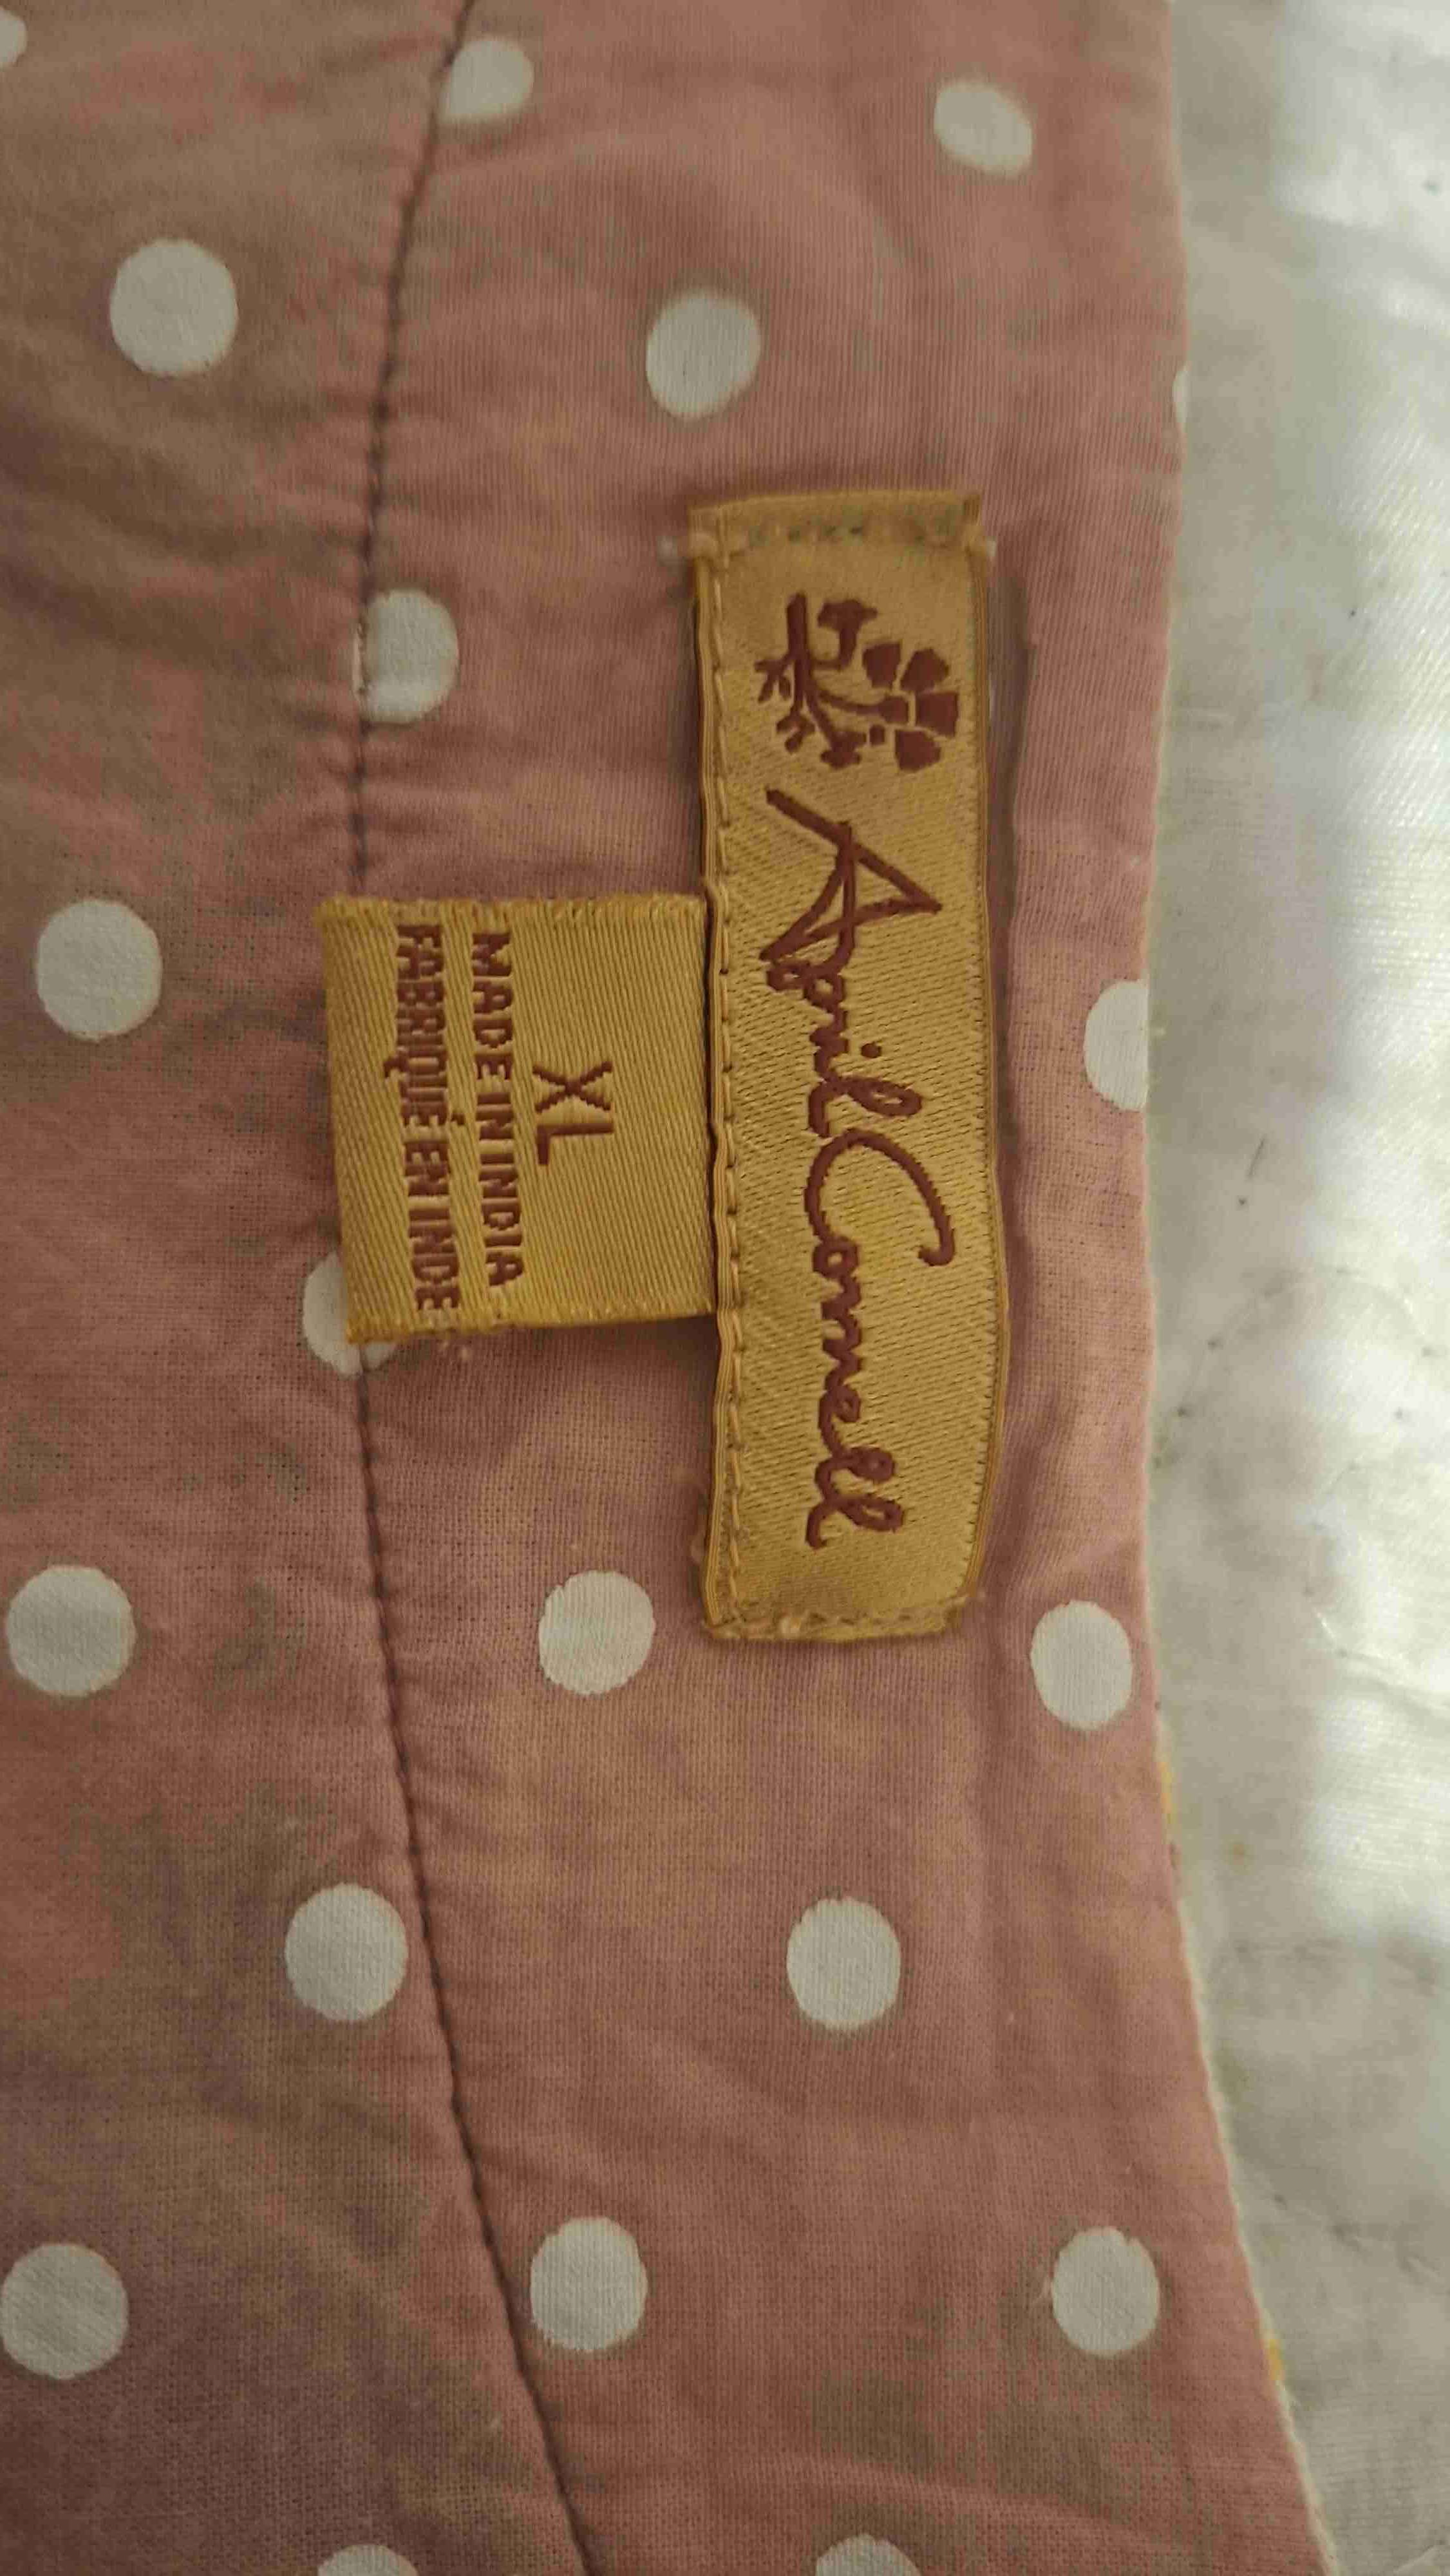 April Cornell
XL
MADE IN INDIA
FABRIQUÉ EN INDE